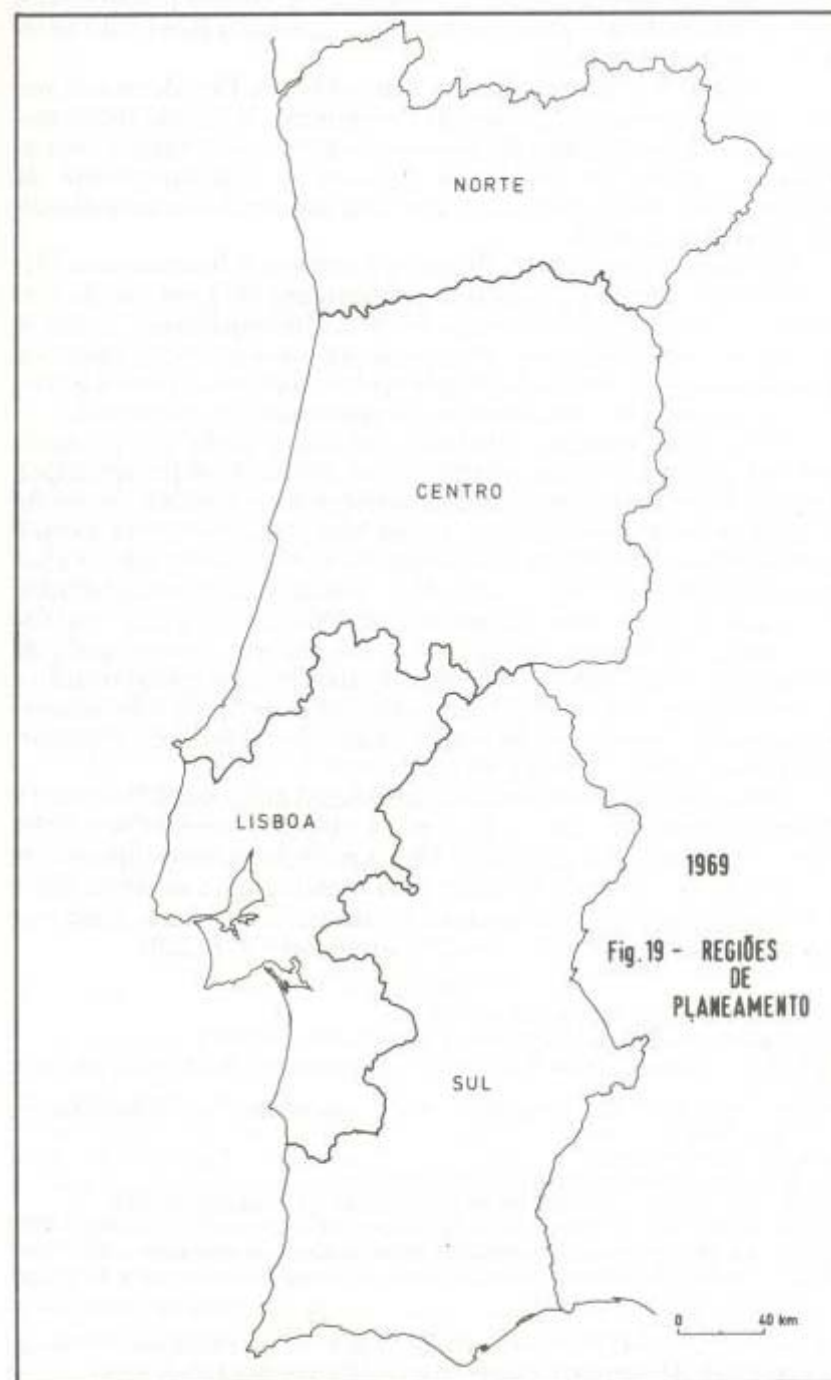 NORTE
CENTRO
LISBOA
1969
Fig. 19 - REGIÕES
DE
PLANEAMENTO
SUL
0 40 km